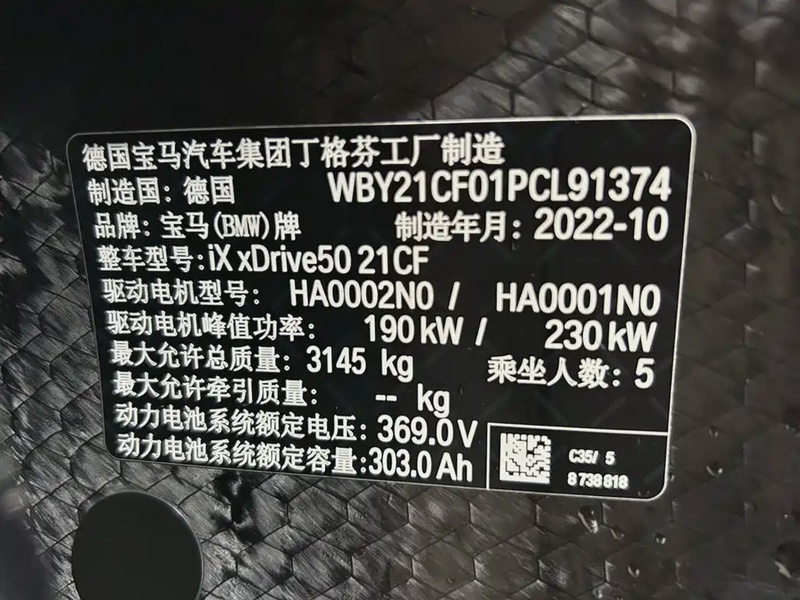 德国宝马汽车集团丁格芬工厂制造
制造国：德国 WBY21CF01PCL91374
品牌：宝马(BMW)牌 制造年月：2022-10
整车型号：iX xDrive50 21CF
驱动电机型号： HA0002N0 / HA0001N0
驱动电机峰值功率： 190 kW / 230 kW
最大允许总质量：3145 kg 乘坐人数：5
最大允许牵引质量： -- kg
动力电池系统额定电压：369.0V
动力电池系统额定容量：303.0 Ah
C35/ 5
8 738 818